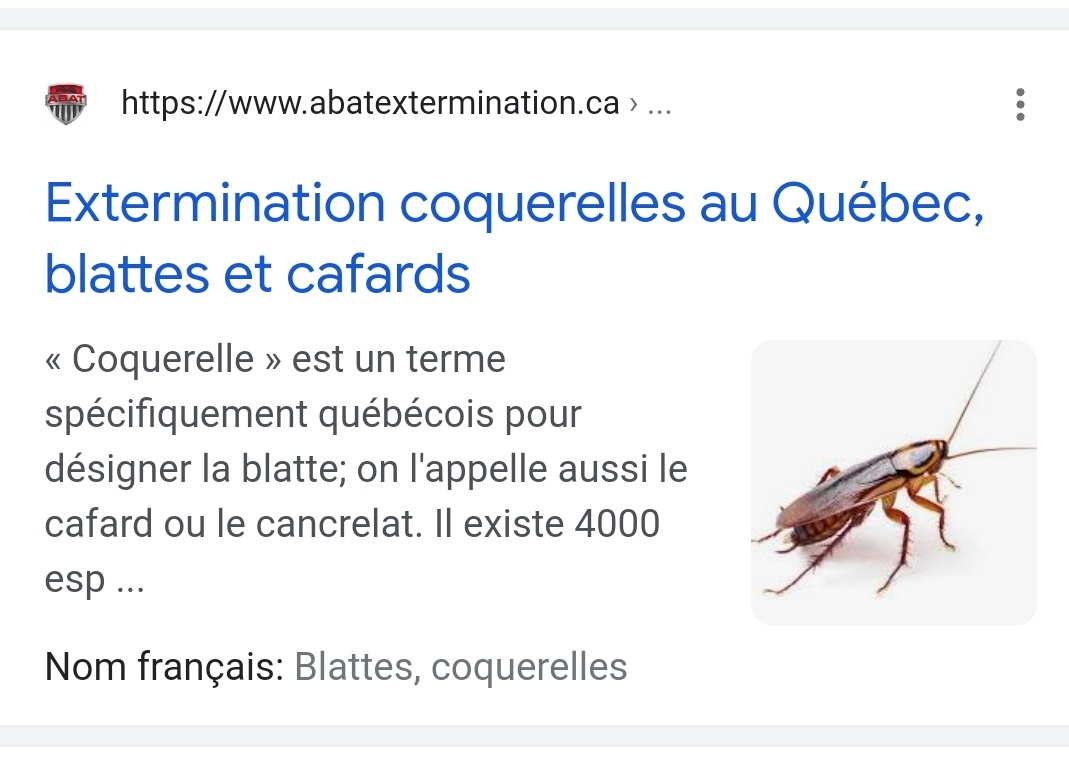 ABAT
https://www.abatextermination.ca › ...
Extermination coquerelles au Québec,
blattes et cafards
« Coquerelle » est un terme
spécifiquement québécois pour
désigner la blatte; on l'appelle aussi le
cafard ou le cancrelat. Il existe 4000
esp ...
Nom français: Blattes, coquerelles